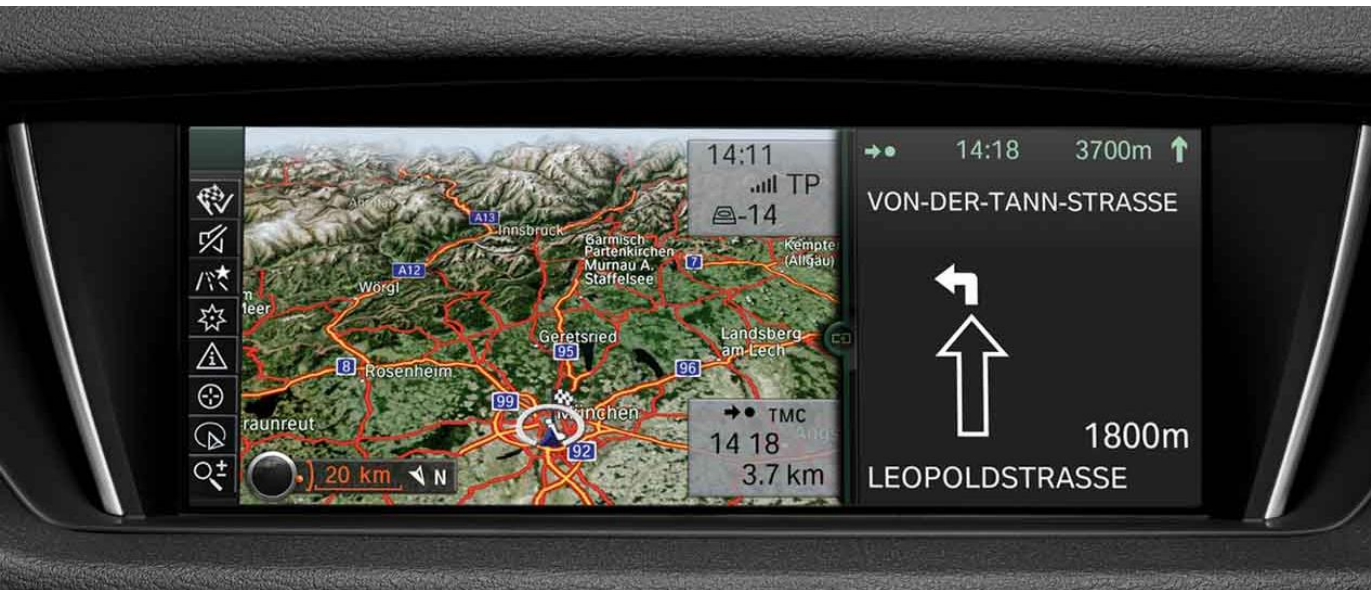 14:11
TP
-14
Innsbruck
A13
Garmisch
Partenkirchen
Murnau A.
Staffelsee
7
Kempte
(Allgäu)
A12
Wörgl
Geretsried
95
Landsberg
am Lech
96
8
Rosenheim
99
München
92
raunreut
20 km
N
TMC
14 18
3.7 km
14:18
3700m
VON-DER-TANN-STRASSE
1800m
LEOPOLDSTRASSE